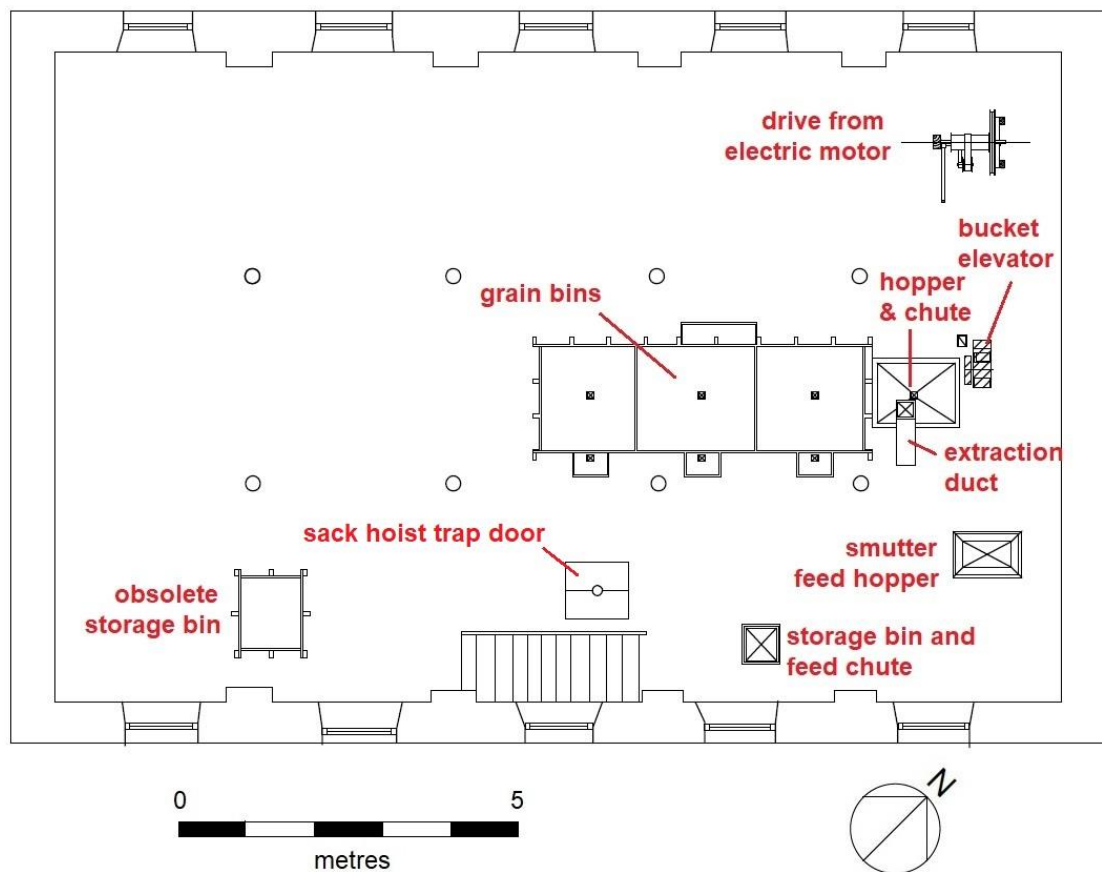 drive from
electric motor
bucket
elevator
hopper
& chute
grain bins
extraction
duct
sack hoist trap door
smutter
feed hopper
obsolete
storage bin
storage bin and
feed chute
0
5
metres
N